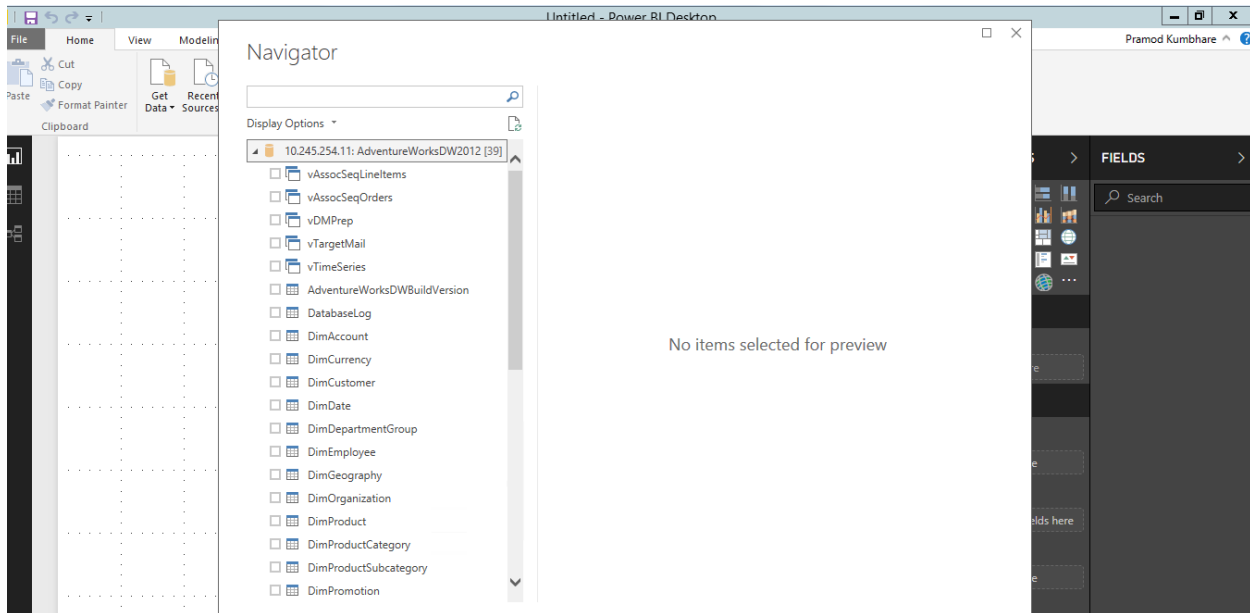 Untitled - Power BI Desktop
File Home View Modelin
Pramod Kumbhare
Cut
Copy
Format Painter
Paste
Get Data
Recent Sources
Clipboard
Navigator
Display Options
10.245.254.11: AdventureWorksDW2012 [39]
vAssocSeqLineItems
vAssocSeqOrders
vDMPrep
vTargetMail
vTimeSeries
AdventureWorksDWBuildVersion
DatabaseLog
DimAccount
DimCurrency
DimCustomer
DimDate
DimDepartmentGroup
DimEmployee
DimGeography
DimOrganization
DimProduct
DimProductCategory
DimProductSubcategory
DimPromotion
No items selected for preview
S
FIELDS
Search
re
e
elds here
e